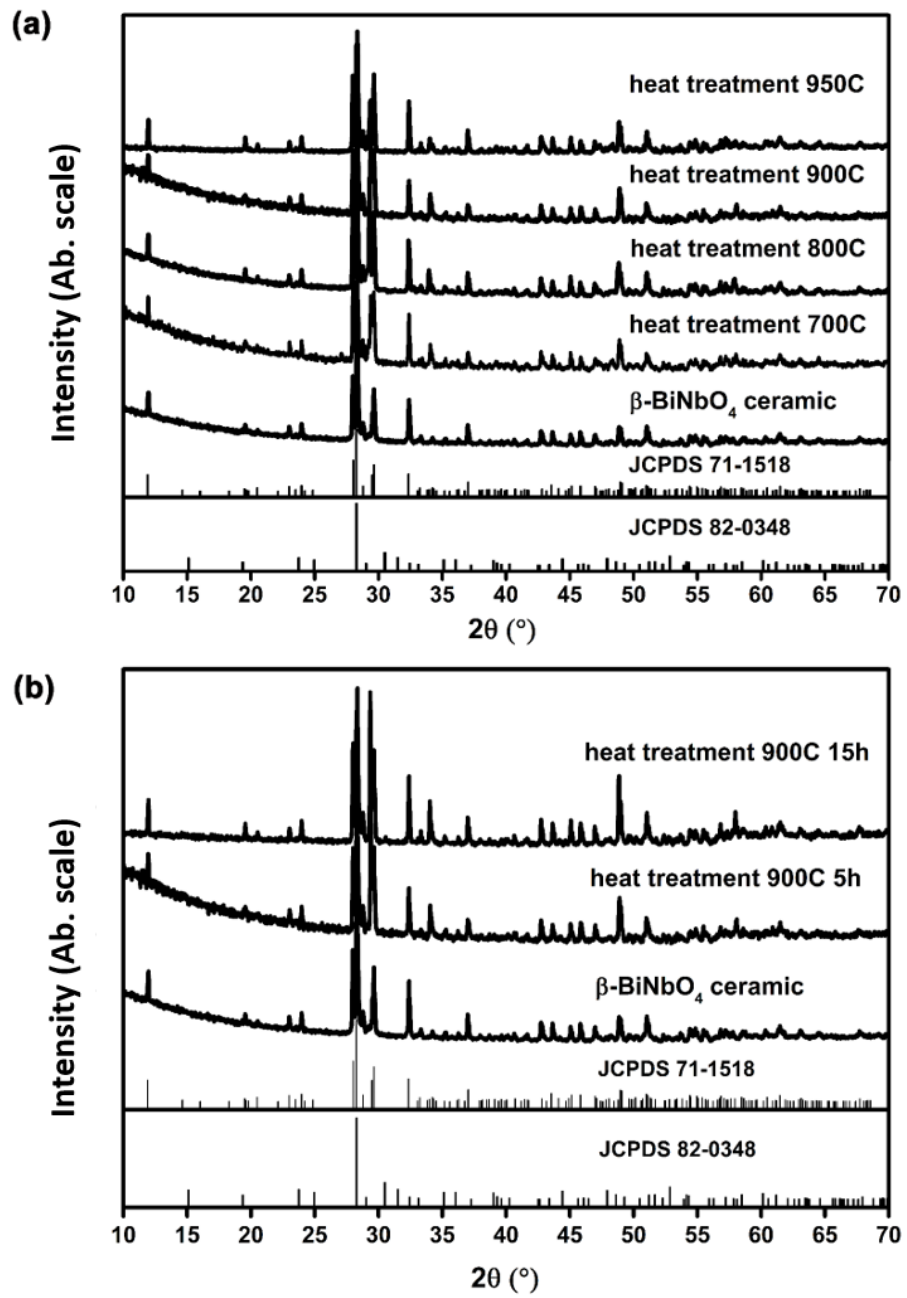 (a)
heat treatment 950C
heat treatment 900C
heat treatment 800C
heat treatment 700C
β-BiNbO₄ ceramic
JCPDS 71-1518
JCPDS 82-0348
Intensity (Ab. scale)
10 15 20 25 30 35 40 45 50 55 60 65 70
2θ (°)
(b)
heat treatment 900C 15h
heat treatment 900C 5h
β-BiNbO₄ ceramic
JCPDS 71-1518
JCPDS 82-0348
Intensity (Ab. scale)
10 15 20 25 30 35 40 45 50 55 60 65 70
2θ (°)